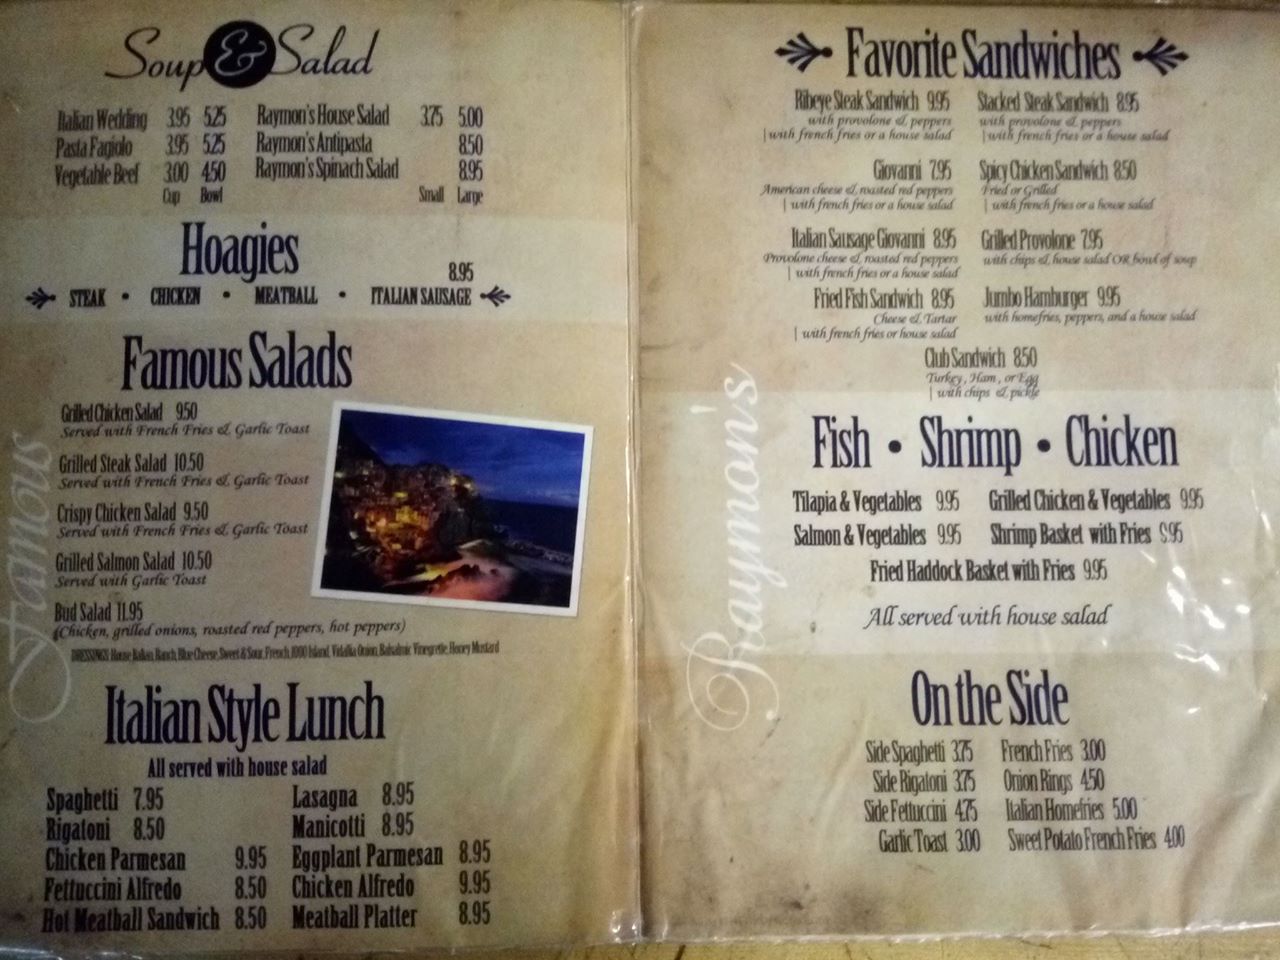 Soup & Salad
Italian Wedding 3.95 5.25
Pasta Fagiolo 3.95 5.25
Vegetable Beef 3.00 4.50
Cup Bowl
Raymon's House Salad 3.75 5.00
Raymon's Antipasta 8.50
Raymon's Spinach Salad 8.95
Small Large
Hoagies
8.95
STEAK • CHICKEN • MEATBALL • ITALIAN SAUSAGE
Famous Salads
Grilled Chicken Salad 9.50
Served with French Fries & Garlic Toast
Grilled Steak Salad 10.50
Served with French Fries & Garlic Toast
Crispy Chicken Salad 9.50
Served with French Fries & Garlic Toast
Grilled Salmon Salad 10.50
Served with Garlic Toast
Bud Salad 11.95
(Chicken, grilled onions, roasted red peppers, hot peppers)
DRESSINGS: House Italian, Ranch, Blue Cheese, Sweet & Sour, French, 1000 Island, Vidallia Onion, Balsalmic Vinegrette, Honey Mustard
Famous
Italian Style Lunch
All served with house salad
Spaghetti 7.95
Rigatoni 8.50
Chicken Parmesan 9.95
Fettuccini Alfredo 8.50
Hot Meatball Sandwich 8.50
Lasagna 8.95
Manicotti 8.95
Eggplant Parmesan 8.95
Chicken Alfredo 9.95
Meatball Platter 8.95
Favorite Sandwiches
Ribeye Steak Sandwich 9.95
with provolone & peppers
| with french fries or a house salad
Stacked Steak Sandwich 8.95
with provolone & peppers
| with french fries or a house salad
Giovanni 7.95
American cheese & roasted red peppers
| with french fries or a house salad
Spicy Chicken Sandwich 8.50
Fried or Grilled
| with french fries or a house salad
Italian Sausage Giovanni 8.95
Provolone cheese & roasted red peppers
| with french fries or a house salad
Grilled Provolone 7.95
with chips & house salad OR bowl of soup
Fried Fish Sandwich 8.95
Cheese & Tartar
| with french fries or house salad
Jumbo Hamburger 9.95
with homefries, peppers, and a house salad
Club Sandwich 8.50
Turkey, Ham, or Egg
| with chips & pickle
Raymon's
Fish • Shrimp • Chicken
Tilapia & Vegetables 9.95
Salmon & Vegetables 9.95
Grilled Chicken & Vegetables 9.95
Shrimp Basket with Fries 9.95
Fried Haddock Basket with Fries 9.95
All served with house salad
On the Side
Side Spaghetti 3.75
Side Rigatoni 3.75
Side Fettuccini 4.75
Garlic Toast 3.00
French Fries 3.00
Onion Rings 4.50
Italian Homefries 5.00
Sweet Potato French Fries 4.00